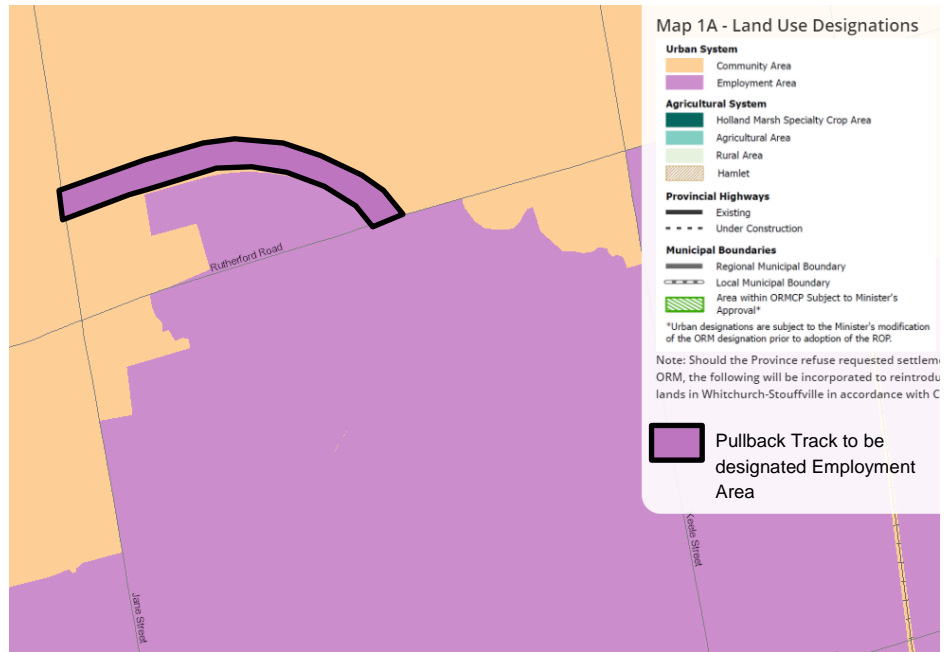 Map 1A - Land Use Designations
Urban System
Community Area
Employment Area
Agricultural System
Holland Marsh Specialty Crop Area
Agricultural Area
Rural Area
Hamlet
Provincial Highways
Existing
Under Construction
Municipal Boundaries
Regional Municipal Boundary
Local Municipal Boundary
Area within ORMCP Subject to Minister's
Approval*
*Urban designations are subject to the Minister's modification
of the ORM designation prior to adoption of the ROP.
Note: Should the Province refuse requested settleme
ORM, the following will be incorporated to reintrodu
lands in Whitchurch-Stouffville in accordance with C
Pullback Track to be
designated Employment
Area
Rutherford Road
Keele Street
Jane Street